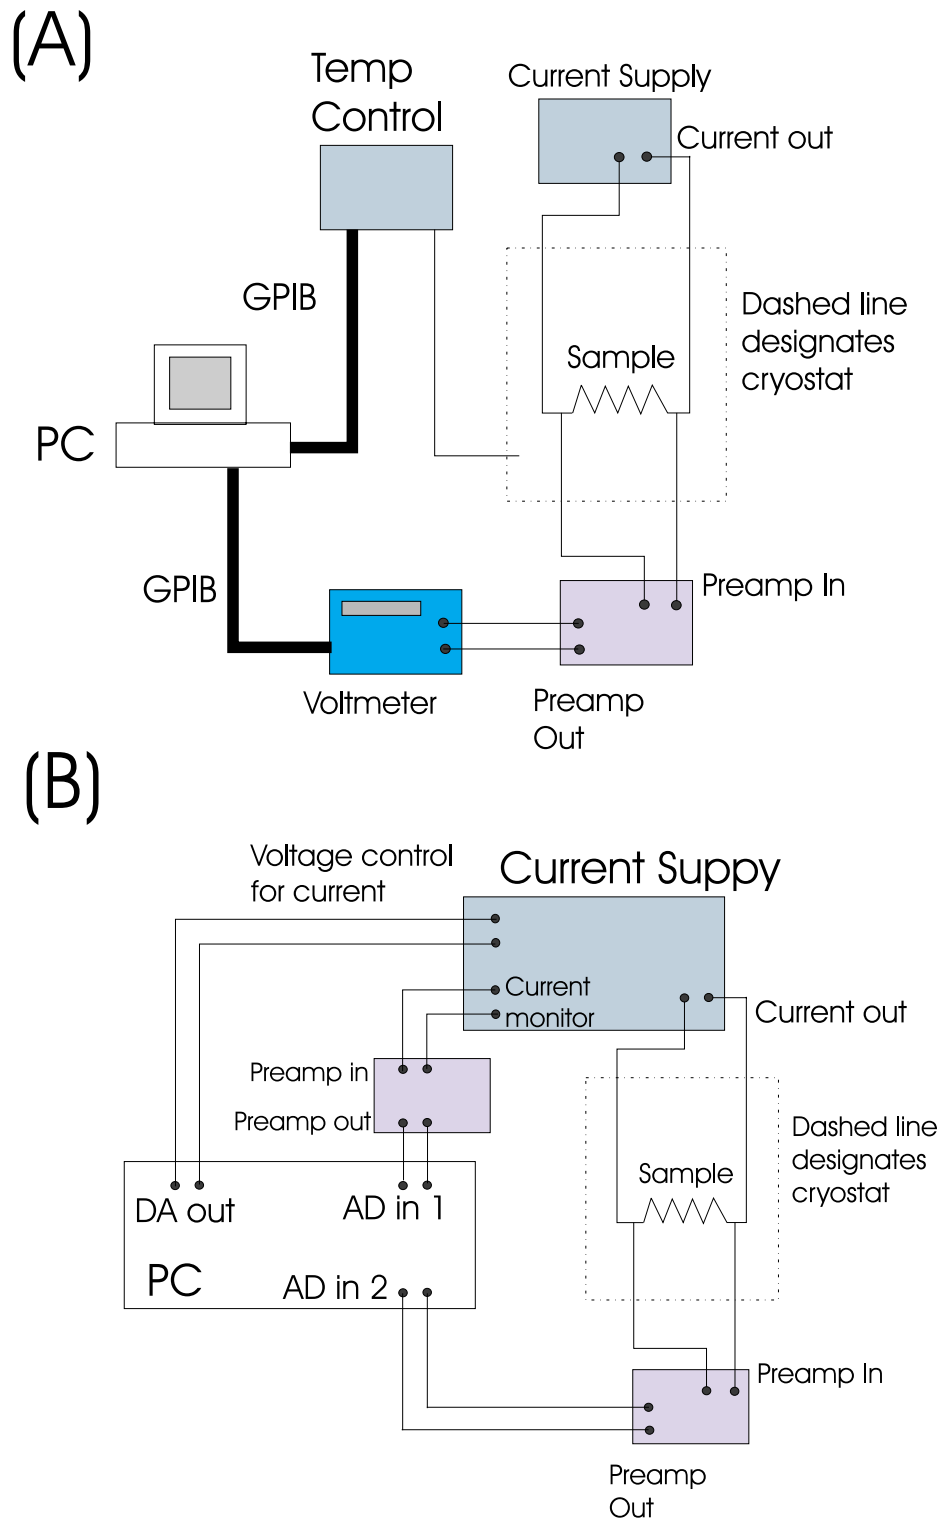 (A)
Temp
Control
Current Supply
Current out
GPIB
Dashed line
designates
cryostat
Sample
PC
GPIB
Preamp In
Voltmeter
Preamp
Out
(B)
Voltage control
for current
Current Suppy
Current
monitor
Current out
Preamp in
Preamp out
Dashed line
designates
cryostat
Sample
DA out
AD in 1
PC
AD in 2
Preamp In
Preamp
Out